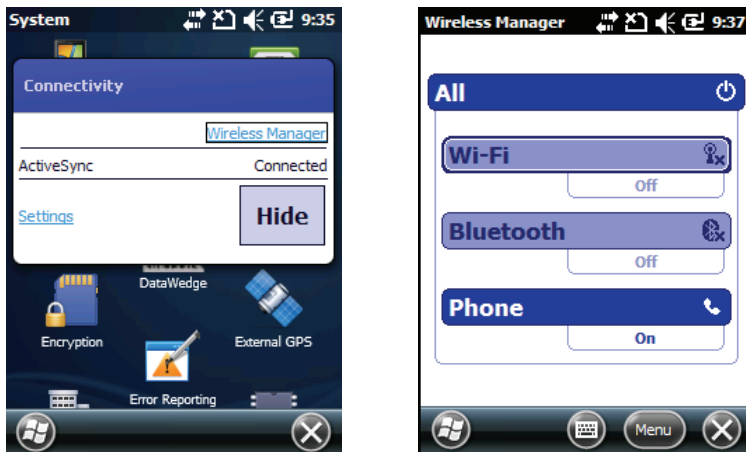 System 9:35
Connectivity
Wireless Manager
ActiveSync Connected
Settings Hide
DataWedge
Encryption External GPS
Error Reporting
Wireless Manager 9:37
All
Wi-Fi
Off
Bluetooth
Off
Phone
On
Menu